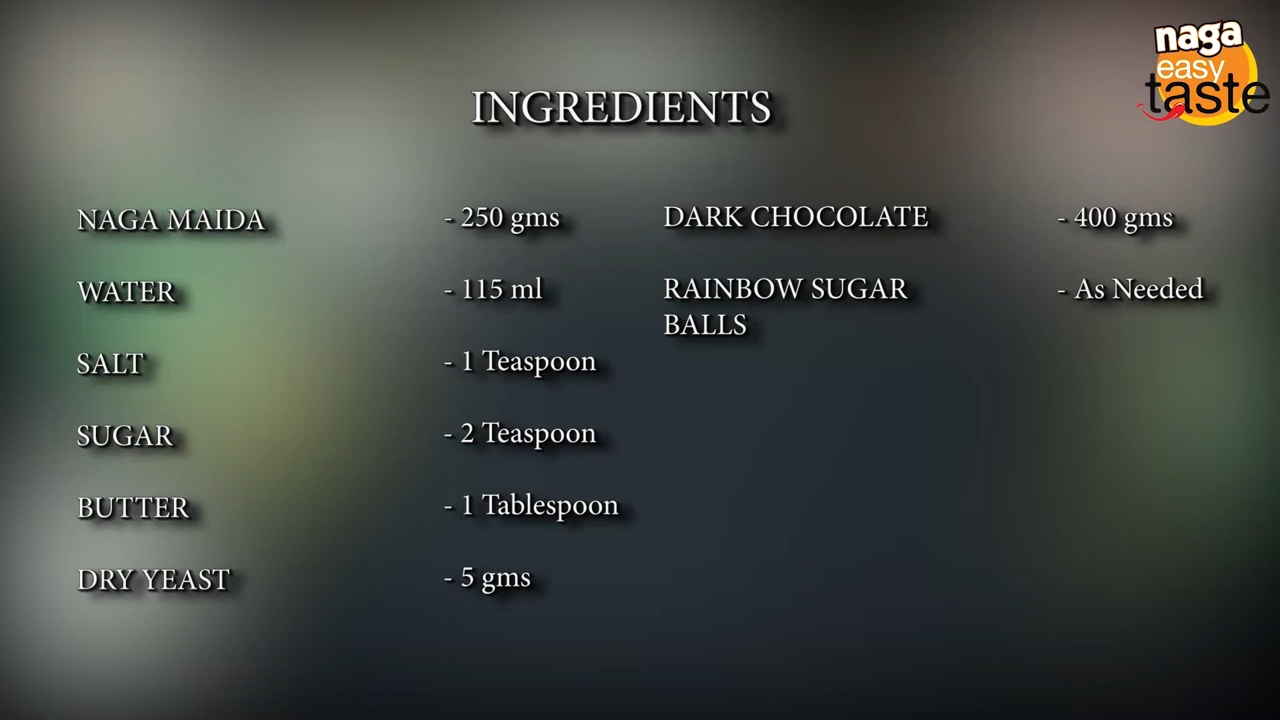 naga
easy
taste
INGREDIENTS
NAGA MAIDA - 250 gms
WATER - 115 ml
SALT - 1 Teaspoon
SUGAR - 2 Teaspoon
BUTTER - 1 Tablespoon
DRY YEAST - 5 gms
DARK CHOCOLATE - 400 gms
RAINBOW SUGAR - As Needed
BALLS